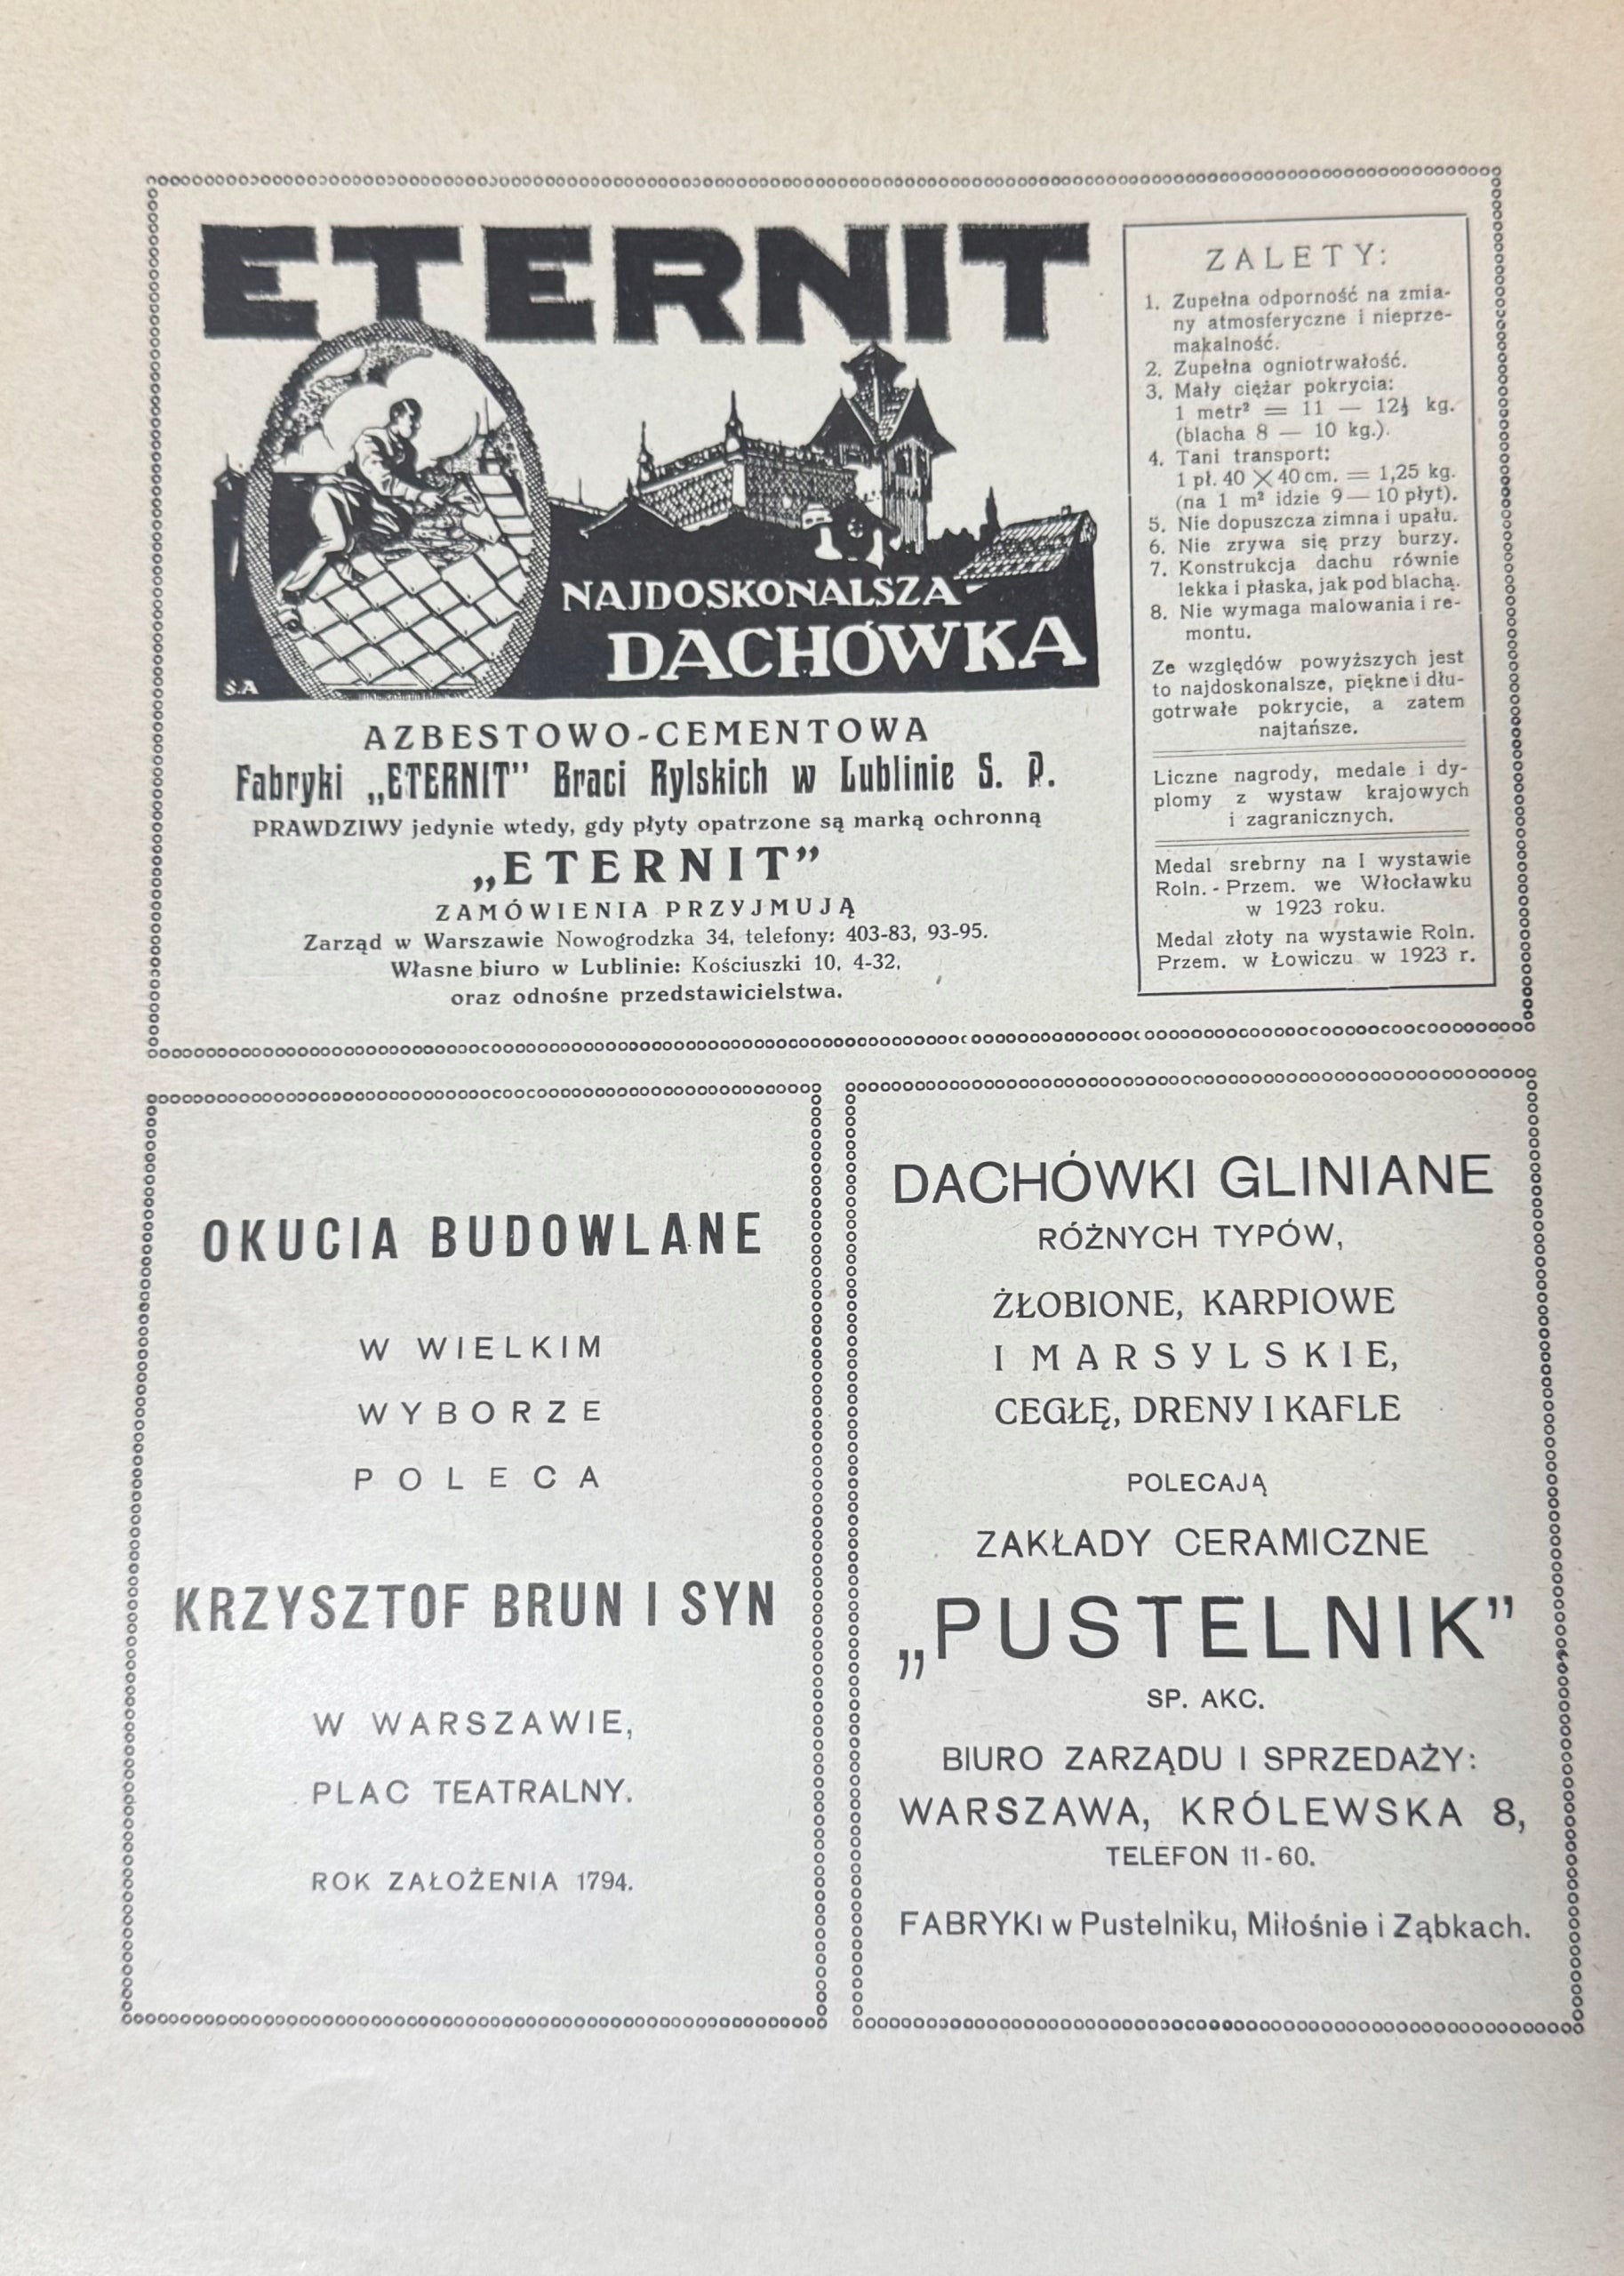 ETERNIT
NAJDOSKONALSZA
DACHÓWKA
S.A
AZBESTOWO-CEMENTOWA
Fabryki „ETERNIT” Braci Rylskich w Lublinie S. A.
PRAWDZIWY jedynie wtedy, gdy płyty opatrzone są marką ochronną
„ETERNIT”
ZAMÓWIENIA PRZYJMUJĄ
Zarząd w Warszawie Nowogrodzka 34, telefony: 403-83, 93-95.
Własne biuro w Lublinie: Kościuszki 10, 4-32,
oraz odnośne przedstawicielstwa.
ZALETY:
1. Zupełna odporność na zmia-
ny atmosferyczne i nieprze-
makalność.
2. Zupełna ogniotrwałość.
3. Mały ciężar pokrycia:
1 metr² = 11 — 12½ kg.
(blacha 8 — 10 kg.).
4. Tani transport:
1 pł. 40 × 40 cm. = 1,25 kg.
(na 1 m² idzie 9 — 10 płyt).
5. Nie dopuszcza zimna i upału.
6. Nie zrywa się przy burzy.
7. Konstrukcja dachu równie
lekka i płaska, jak pod blachą.
8. Nie wymaga malowania i re-
montu.
Ze względów powyższych jest
to najdoskonalsze, piękne i dłu-
gotrwałe pokrycie, a zatem
najtańsze.
Liczne nagrody, medale i dy-
plomy z wystaw krajowych
i zagranicznych.
Medal srebrny na I wystawie
Roln. - Przem. we Włocławku
w 1923 roku.
Medal złoty na wystawie Roln.
Przem. w Łowiczu w 1923 r.
OKUCIA BUDOWLANE
W WIELKIM
WYBORZE
POLECA
KRZYSZTOF BRUN I SYN
W WARSZAWIE,
PLAC TEATRALNY.
ROK ZAŁOŻENIA 1794.
DACHÓWKI GLINIANE
RÓŻNYCH TYPÓW,
ŻŁOBIONE, KARPIOWE
I MARSYLSKIE,
CEGŁĘ, DRENY I KAFLE
POLECAJĄ
ZAKŁADY CERAMICZNE
„PUSTELNIK”
SP. AKC.
BIURO ZARZĄDU I SPRZEDAŻY:
WARSZAWA, KRÓLEWSKA 8,
TELEFON 11-60.
FABRYKI w Pustelniku, Miłośnie i Ząbkach.